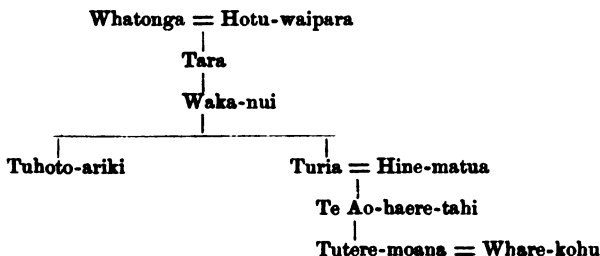 Whatonga = Hotu-waipara
Tara
Waka-nui
Tuhoto-ariki Turia = Hine-matua
Te Ao-haere-tahi
Tutere-moana = Whare-kohu